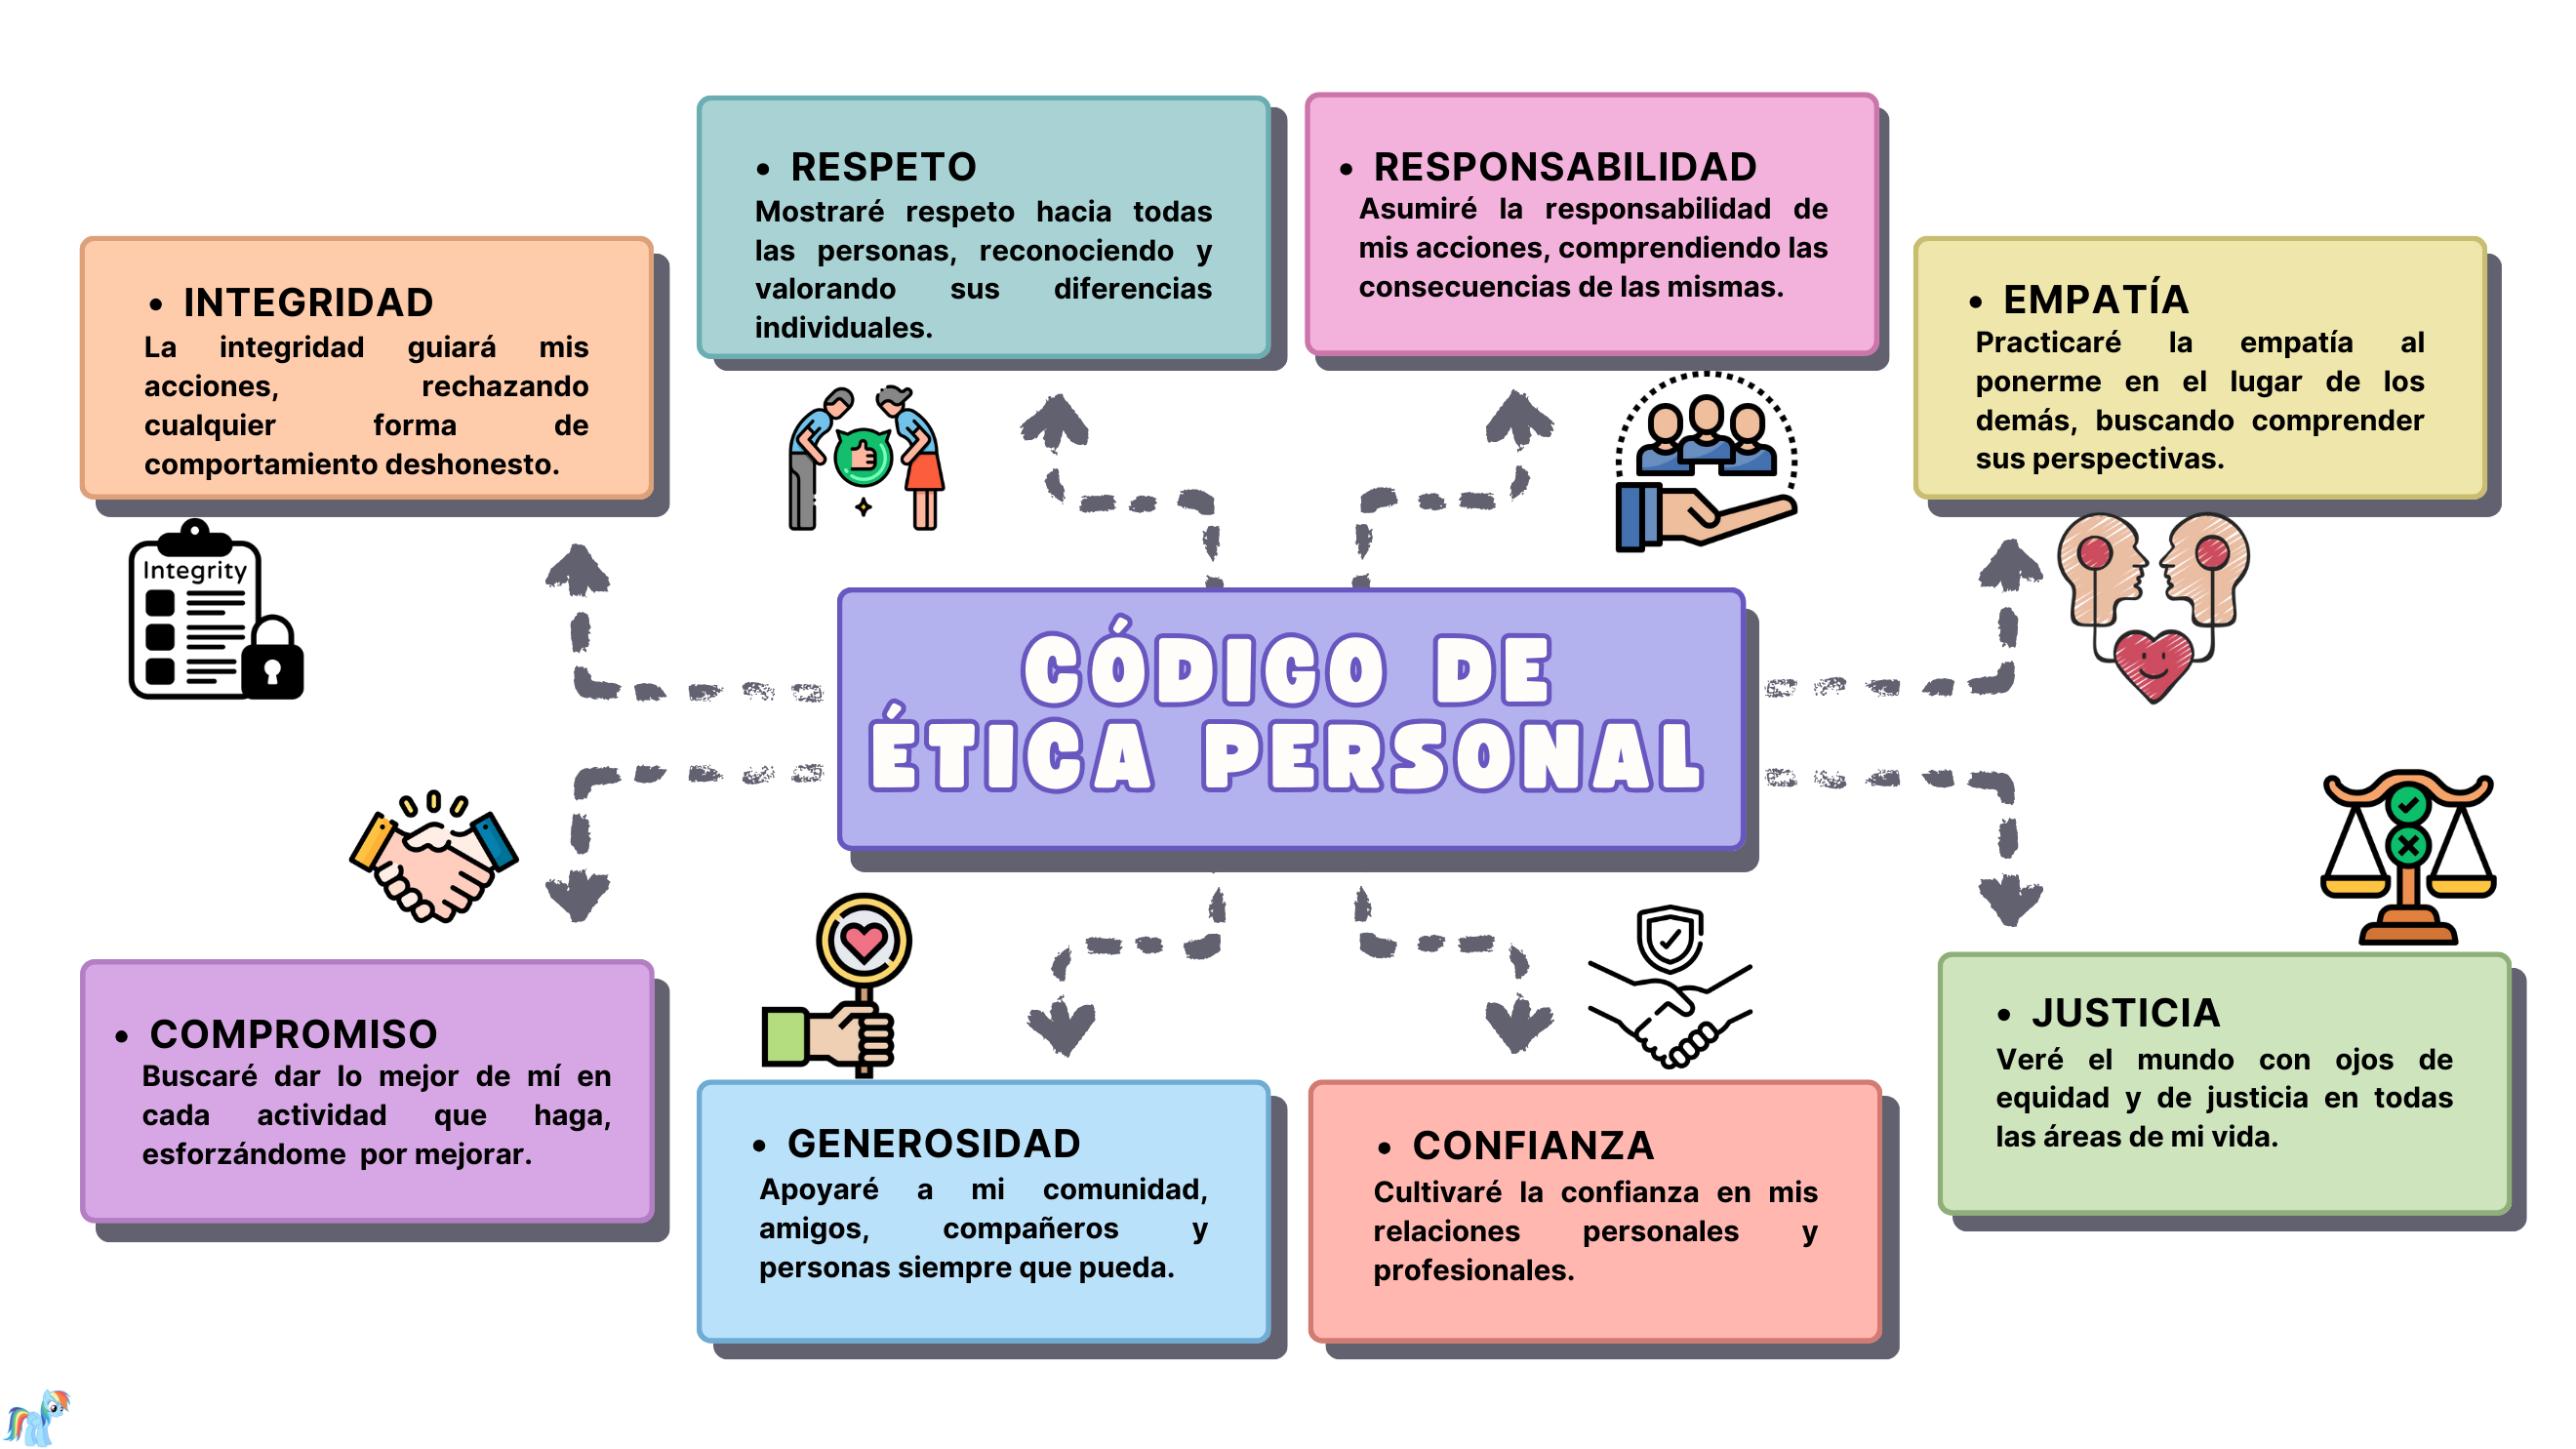 • RESPETO
Mostraré respeto hacia todas
las personas, reconociendo y
valorando sus diferencias
individuales.
• RESPONSABILIDAD
Asumiré la responsabilidad de
mis acciones, comprendiendo las
consecuencias de las mismas.
• INTEGRIDAD
La integridad guiará mis
acciones, rechazando
cualquier forma de
comportamiento deshonesto.
• EMPATÍA
Practicaré la empatía al
ponerme en el lugar de los
demás, buscando comprender
sus perspectivas.
Integrity
CÓDIGO DE
ÉTICA PERSONAL
• COMPROMISO
Buscaré dar lo mejor de mí en
cada actividad que haga,
esforzándome por mejorar.
• GENEROSIDAD
Apoyaré a mi comunidad,
amigos, compañeros y
personas siempre que pueda.
• CONFIANZA
Cultivaré la confianza en mis
relaciones personales y
profesionales.
• JUSTICIA
Veré el mundo con ojos de
equidad y de justicia en todas
las áreas de mi vida.